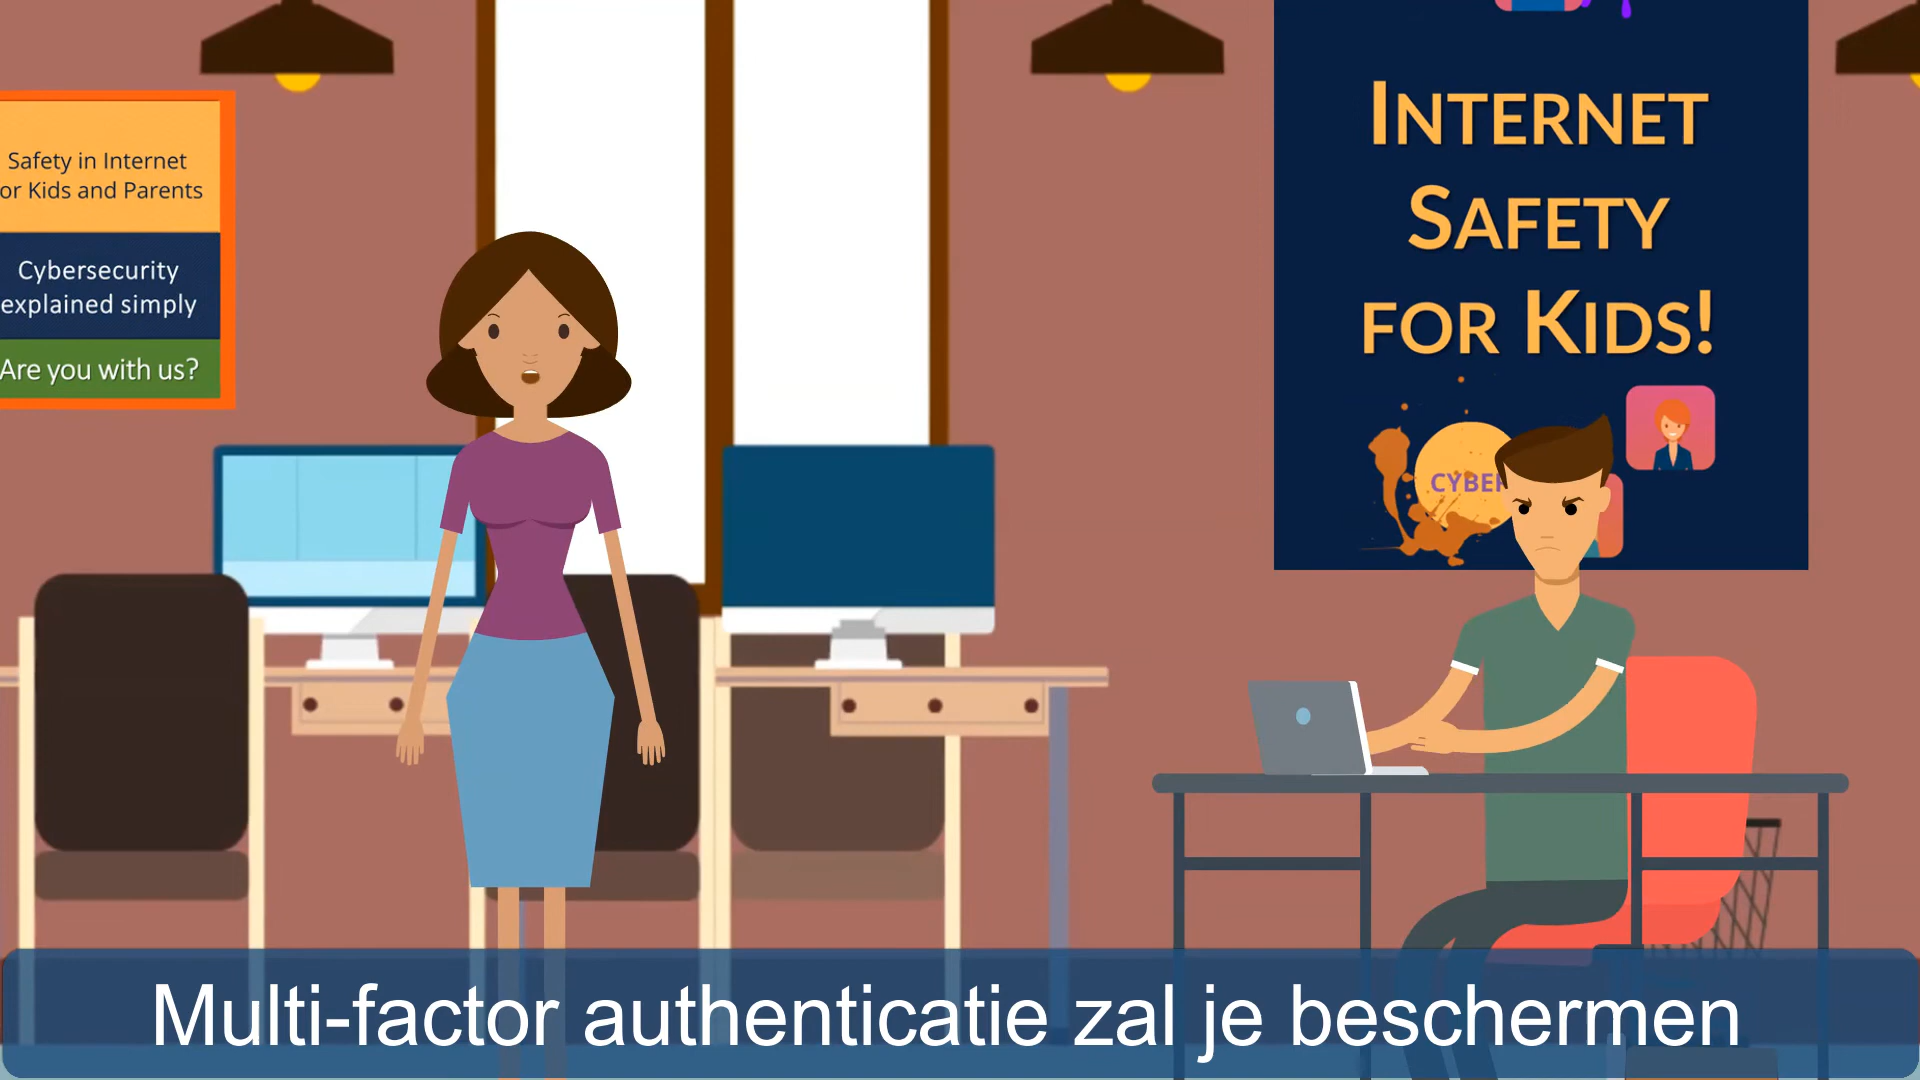 Safety in Internet
or Kids and Parents
Cybersecurity
explained simply
Are you with us?
INTERNET
SAFETY
FOR KIDS!
CYBER
Multi-factor authenticatie zal je beschermen